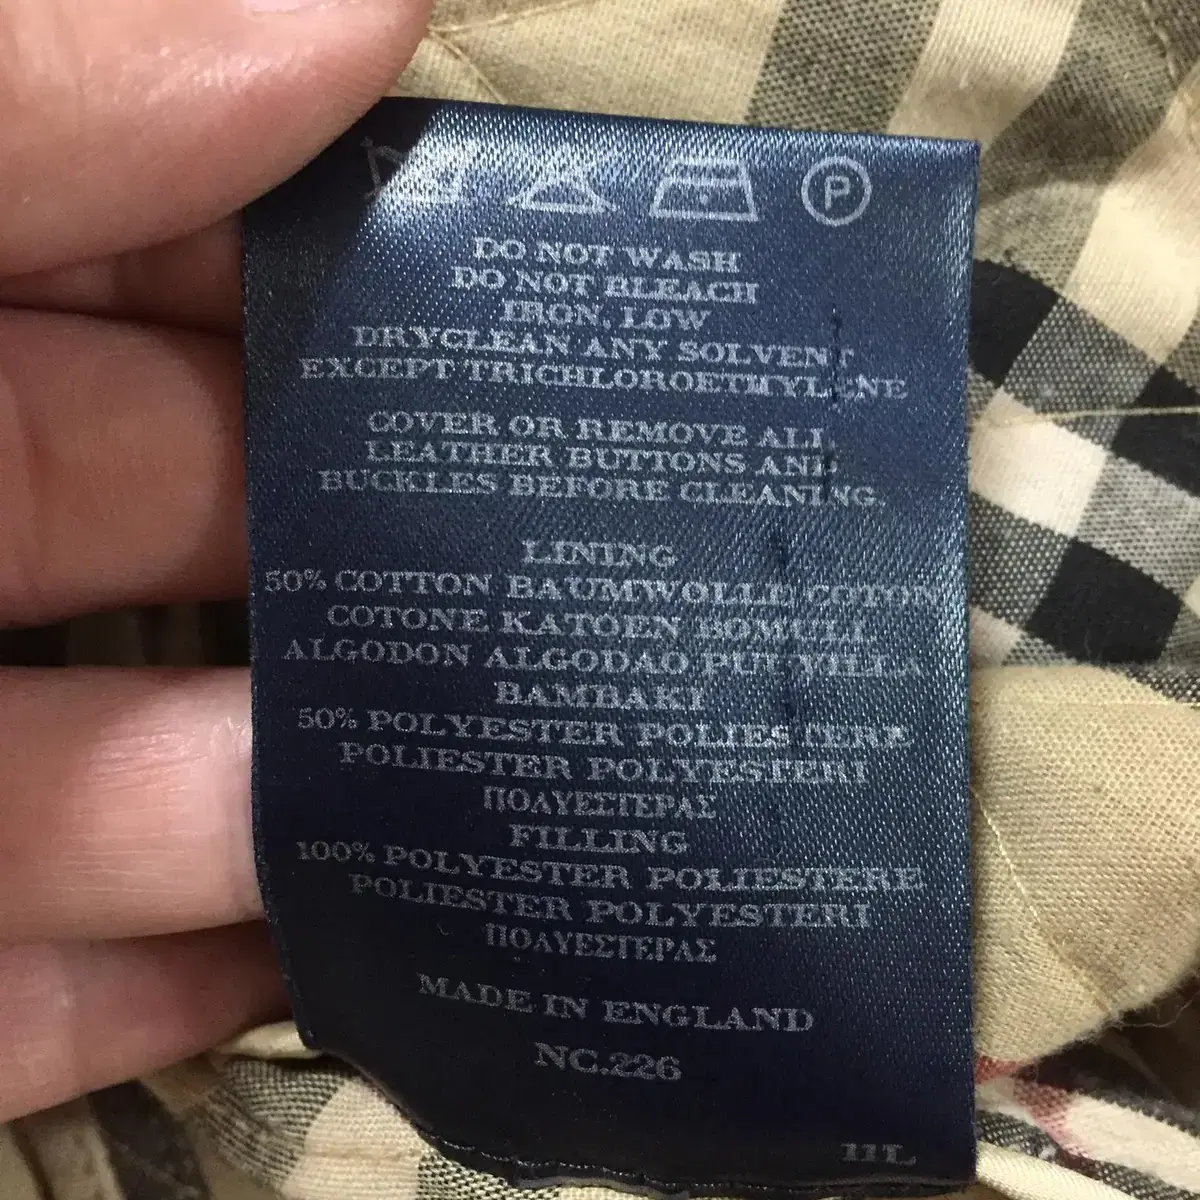 P
DO NOT WASH
DO NOT BLEACH
IRON, LOW
DRYCLEAN ANY SOLVENT
EXCEPT TRICHLOROETHYLENE
COVER OR REMOVE ALL
LEATHER BUTTONS AND
BUCKLES BEFORE CLEANING.
LINING
50% COTTON BAUMWOLLE COTON
COTONE KATOEN BOMULL
ALGODON ALGODAO PUUVILLA
BAMBAKI
50% POLYESTER POLIESTERE
POLIESTER POLYESTERI
ΠΟΛΥΕΣΤΕΡΑΣ
FILLING
100% POLYESTER POLIESTERE
POLIESTER POLYESTERI
ΠΟΛΥΕΣΤΕΡΑΣ
MADE IN ENGLAND
NC.226
11L